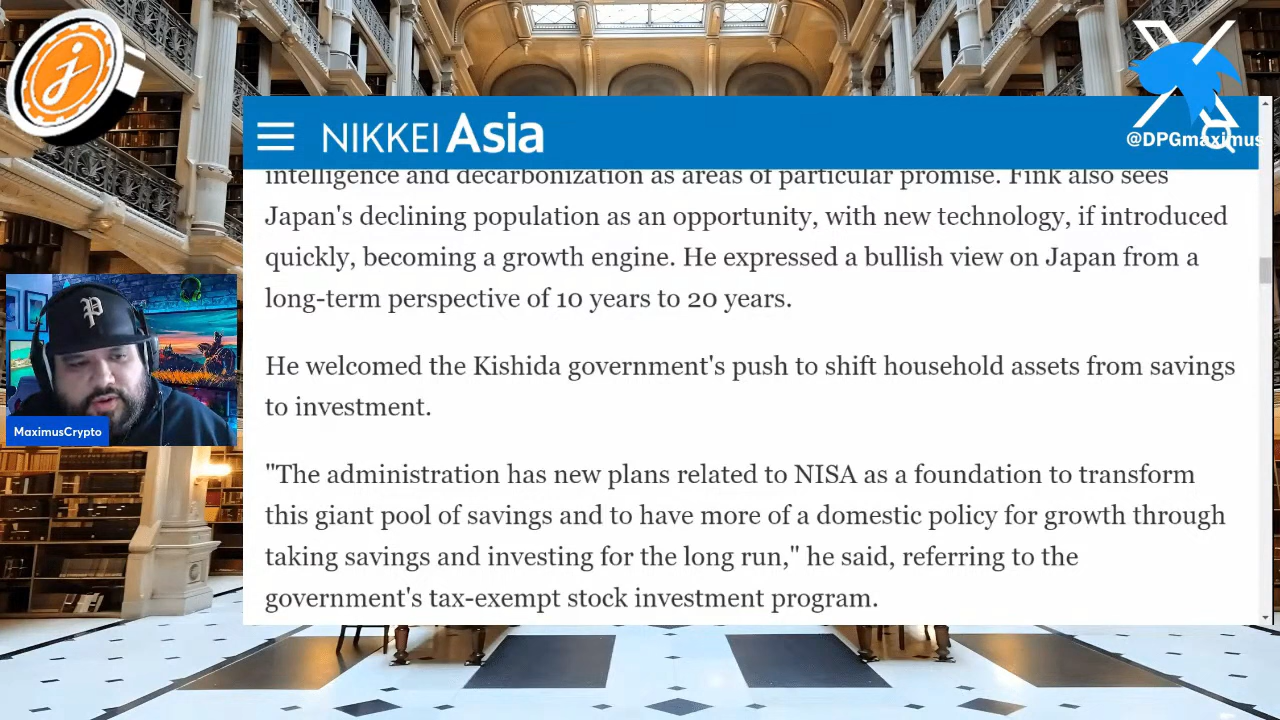 NIKKEI Asia
@DPGmaximus
intelligence and decarbonization as areas of particular promise. Fink also sees
Japan's declining population as an opportunity, with new technology, if introduced
quickly, becoming a growth engine. He expressed a bullish view on Japan from a
long-term perspective of 10 years to 20 years.
He welcomed the Kishida government's push to shift household assets from savings
to investment.
"The administration has new plans related to NISA as a foundation to transform
this giant pool of savings and to have more of a domestic policy for growth through
taking savings and investing for the long run," he said, referring to the
government's tax-exempt stock investment program.
P
MaximusCrypto
j